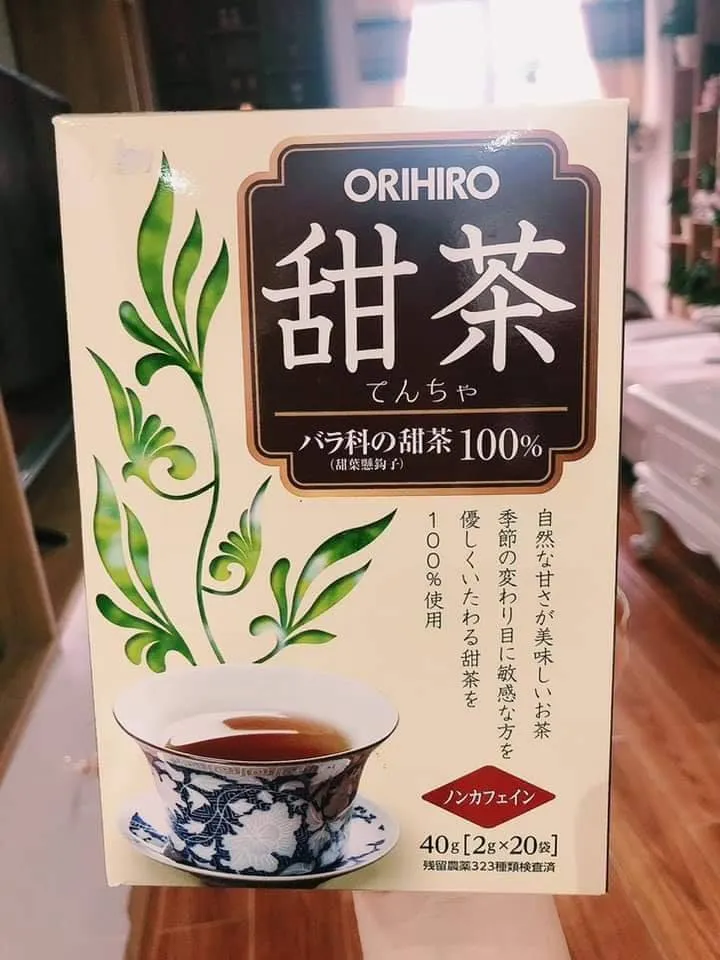 ORIHIRO
甜茶
てんちゃ
バラ科の甜茶 100%
(甜葉懸鈎子)
自然な甘さが美味しいお茶
季節の変わり目に敏感な方を
優しくいたわる甜茶を
100%使用
ノンカフェイン
40g[2g×20袋]
残留農薬323種類検査済